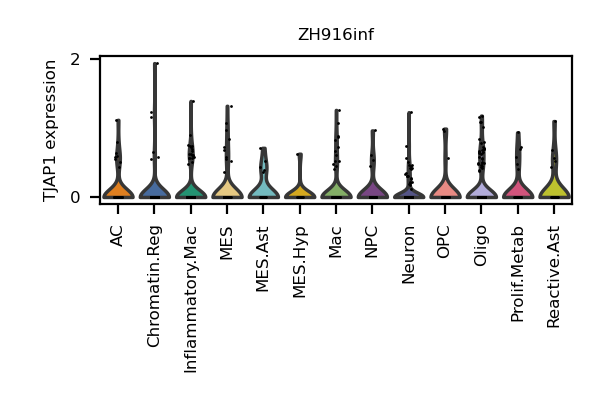 ZH916inf
TJAP1 expression
2
0
AC
Chromatin.Reg
Inflammatory.Mac
MES
MES.Ast
MES.Hyp
Mac
NPC
Neuron
OPC
Oligo
Prolif.Metab
Reactive.Ast